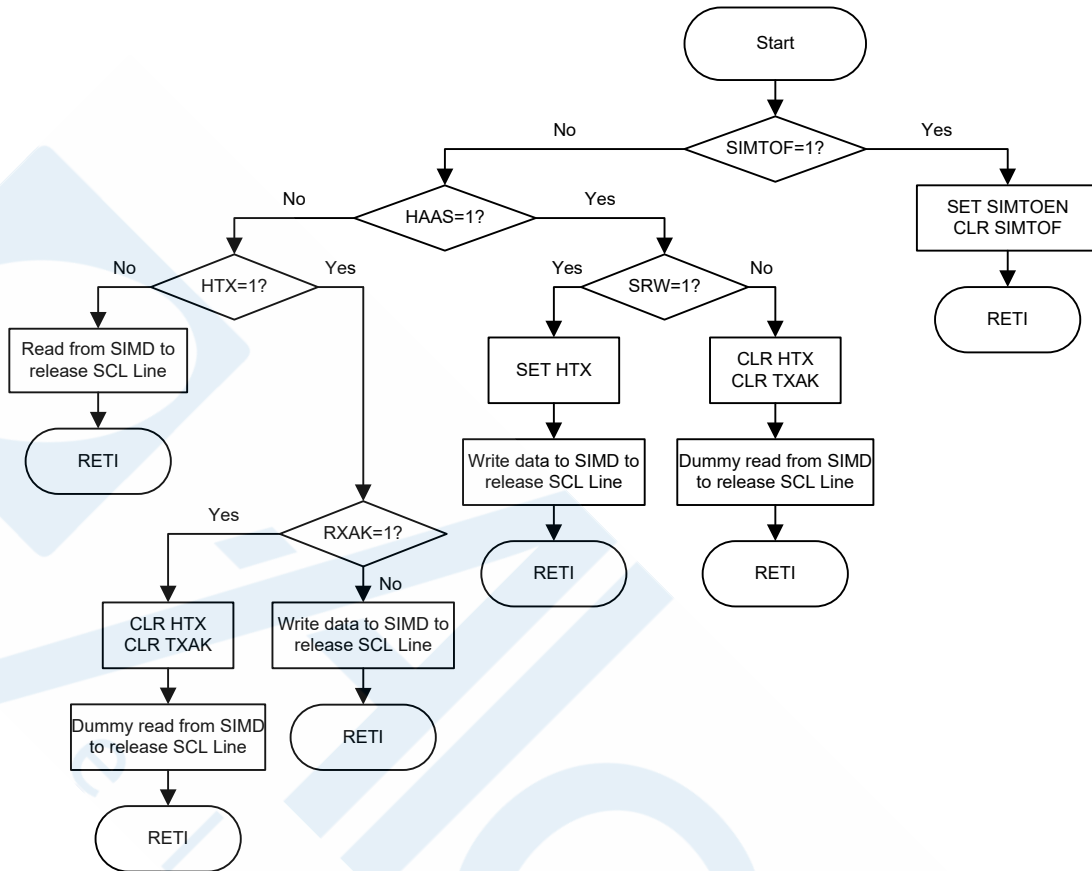 Start
No
Yes
SIMTOF=1?
No
Yes
HAAS=1?
SET SIMTOEN
CLR SIMTOF
No
Yes
Yes
No
HTX=1?
SRW=1?
RETI
Read from SIMD to
release SCL Line
SET HTX
CLR HTX
CLR TXAK
RETI
Write data to SIMD to
release SCL Line
Dummy read from SIMD
to release SCL Line
Yes
RXAK=1?
RETI
RETI
No
CLR HTX
CLR TXAK
Write data to SIMD to
release SCL Line
Dummy read from SIMD
to release SCL Line
RETI
RETI